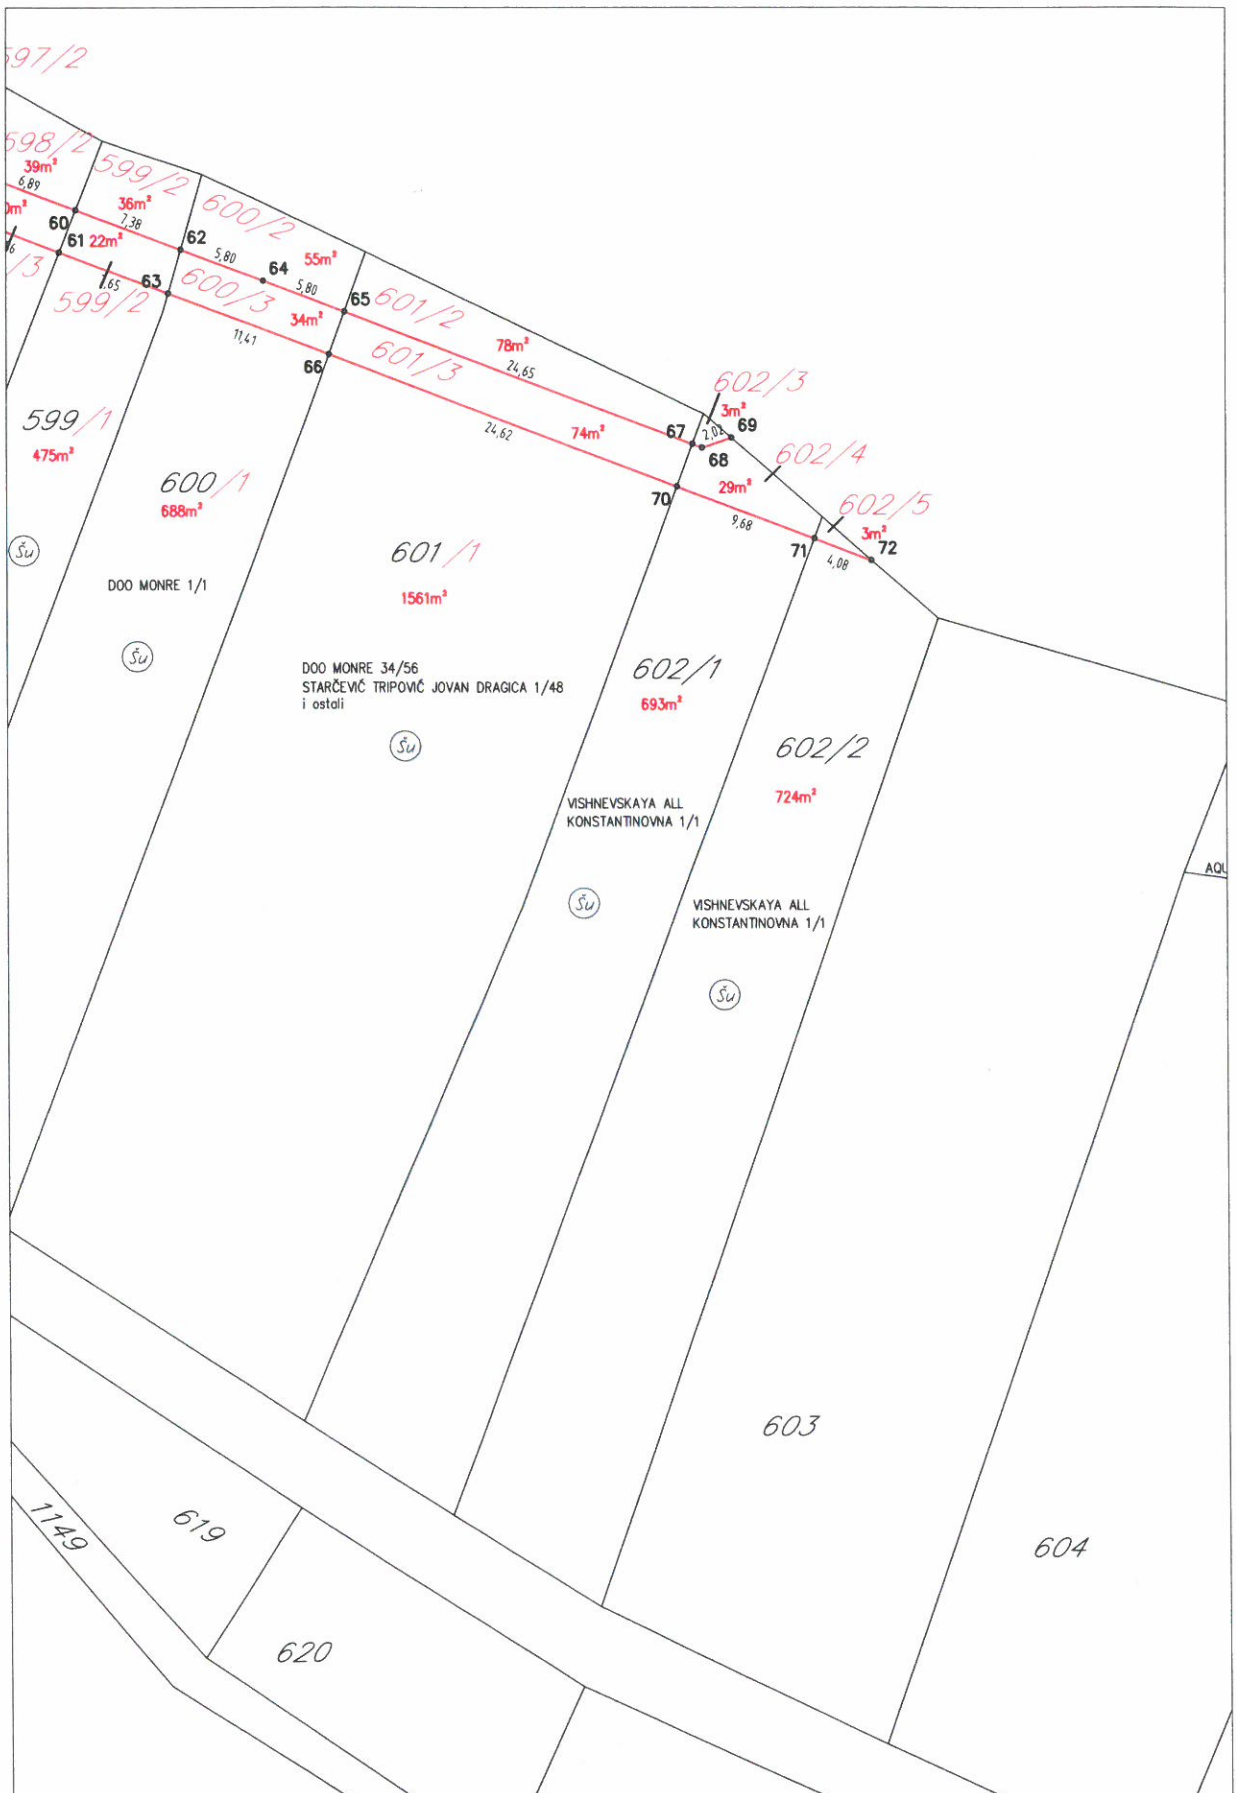 597/2
598/2
39m²
6,89
599/2
36m²
7,38
60
61
22m²
7,65
599/2
62
63
600/2
55m²
5,80
64
5,80
65
600/3
34m²
11,41
66
601/2
78m²
24,65
601/3
74m²
24,62
602/3
3m²
2,02
67
68
69
602/4
29m²
70
9,68
602/5
3m²
71
4,08
72
/3
599/1
475m²
Šu
600/1
688m²
DOO MONRE 1/1
Šu
601/1
1561m²
DOO MONRE 34/56
STARČEVIĆ TRIPOVIĆ JOVAN DRAGICA 1/48
i ostali
Šu
602/1
693m²
VISHNEVSKAYA ALL
KONSTANTINOVNA 1/1
Šu
602/2
724m²
VISHNEVSKAYA ALL
KONSTANTINOVNA 1/1
Šu
AQU
603
604
619
1149
620